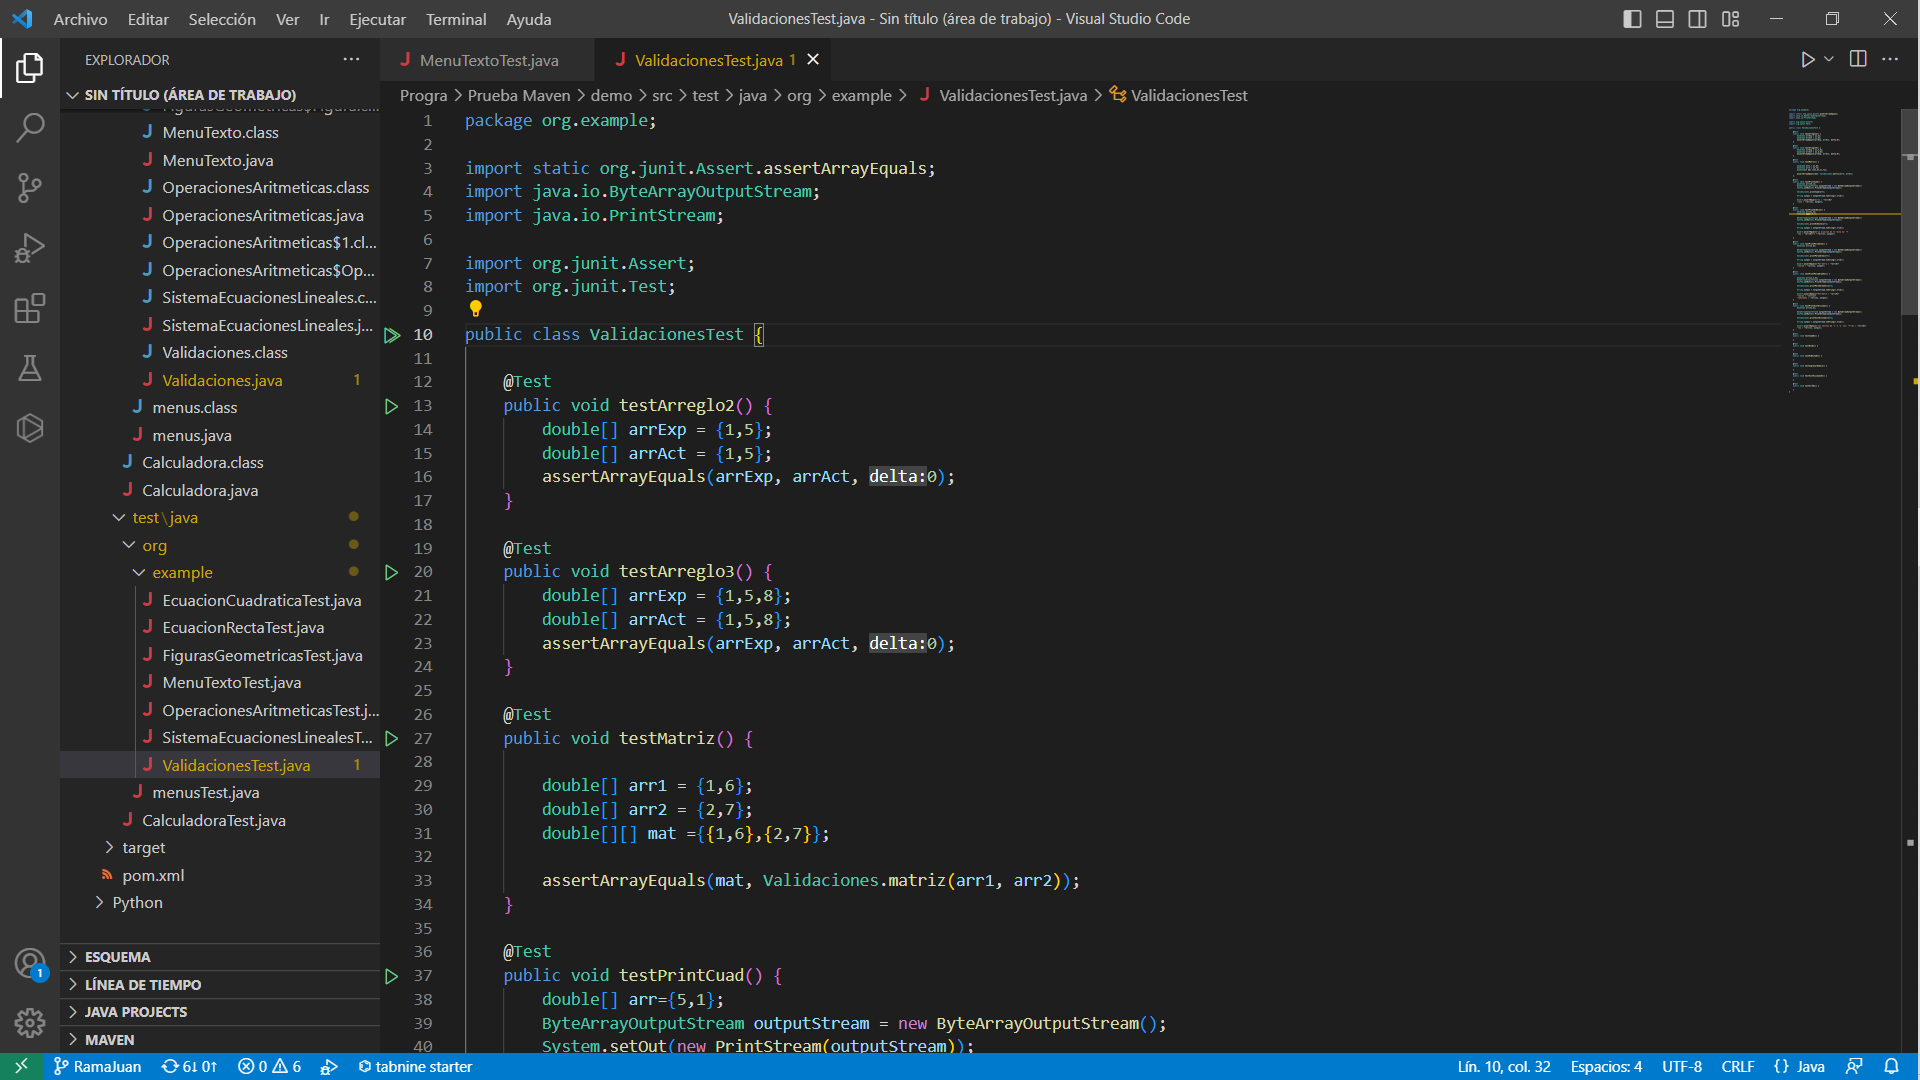 Archivo Editar Selección Ver Ir Ejecutar Terminal Ayuda
ValidacionesTest.java - Sin título (área de trabajo) - Visual Studio Code
EXPLORADOR
SIN TÍTULO (ÁREA DE TRABAJO)
MenuTexto.class
MenuTexto.java
OperacionesAritmeticas.class
OperacionesAritmeticas.java
OperacionesAritmeticas$1.cl...
OperacionesAritmeticas$Op...
SistemaEcuacionesLineales.c...
SistemaEcuacionesLineales.j...
Validaciones.class
Validaciones.java 1
menus.class
menus.java
Calculadora.class
Calculadora.java
test\java
org
example
EcuacionCuadraticaTest.java
EcuacionRectaTest.java
FigurasGeometricasTest.java
MenuTextoTest.java
OperacionesAritmeticasTest.j...
SistemaEcuacionesLinealesT...
ValidacionesTest.java 1
menusTest.java
CalculadoraTest.java
target
pom.xml
Python
ESQUEMA
LÍNEA DE TIEMPO
JAVA PROJECTS
MAVEN
1
MenuTextoTest.java
ValidacionesTest.java 1
Progra > Prueba Maven > demo > src > test > java > org > example > ValidacionesTest.java > ValidacionesTest
1 package org.example;
2
3 import static org.junit.Assert.assertArrayEquals;
4 import java.io.ByteArrayOutputStream;
5 import java.io.PrintStream;
6
7 import org.junit.Assert;
8 import org.junit.Test;
9
10 public class ValidacionesTest {
11
12 @Test
13 public void testArreglo2() {
14 double[] arrExp = {1,5};
15 double[] arrAct = {1,5};
16 assertArrayEquals(arrExp, arrAct, delta:0);
17 }
18
19 @Test
20 public void testArreglo3() {
21 double[] arrExp = {1,5,8};
22 double[] arrAct = {1,5,8};
23 assertArrayEquals(arrExp, arrAct, delta:0);
24 }
25
26 @Test
27 public void testMatriz() {
28
29 double[] arr1 = {1,6};
30 double[] arr2 = {2,7};
31 double[][] mat ={{1,6},{2,7}};
32
33 assertArrayEquals(mat, Validaciones.matriz(arr1, arr2));
34 }
35
36 @Test
37 public void testPrintCuad() {
38 double[] arr={5,1};
39 ByteArrayOutputStream outputStream = new ByteArrayOutputStream();
40 System.setOut(new PrintStream(outputStream));
RamaJuan 6↓ 0↑ 0 6 tabnine starter
Lín. 10, col. 32 Espacios: 4 UTF-8 CRLF {} Java